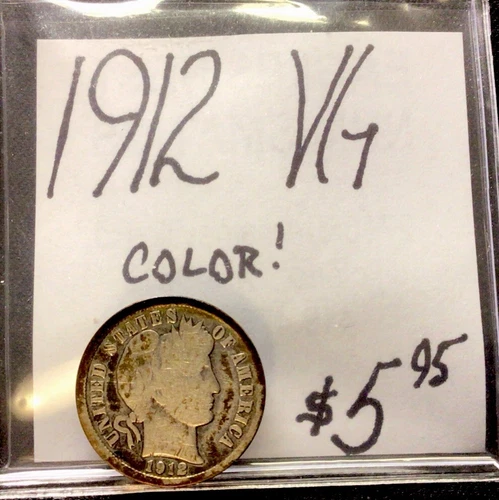 1912 VG
COLOR!
$5.95
UNITED STATES OF AMERICA
1912